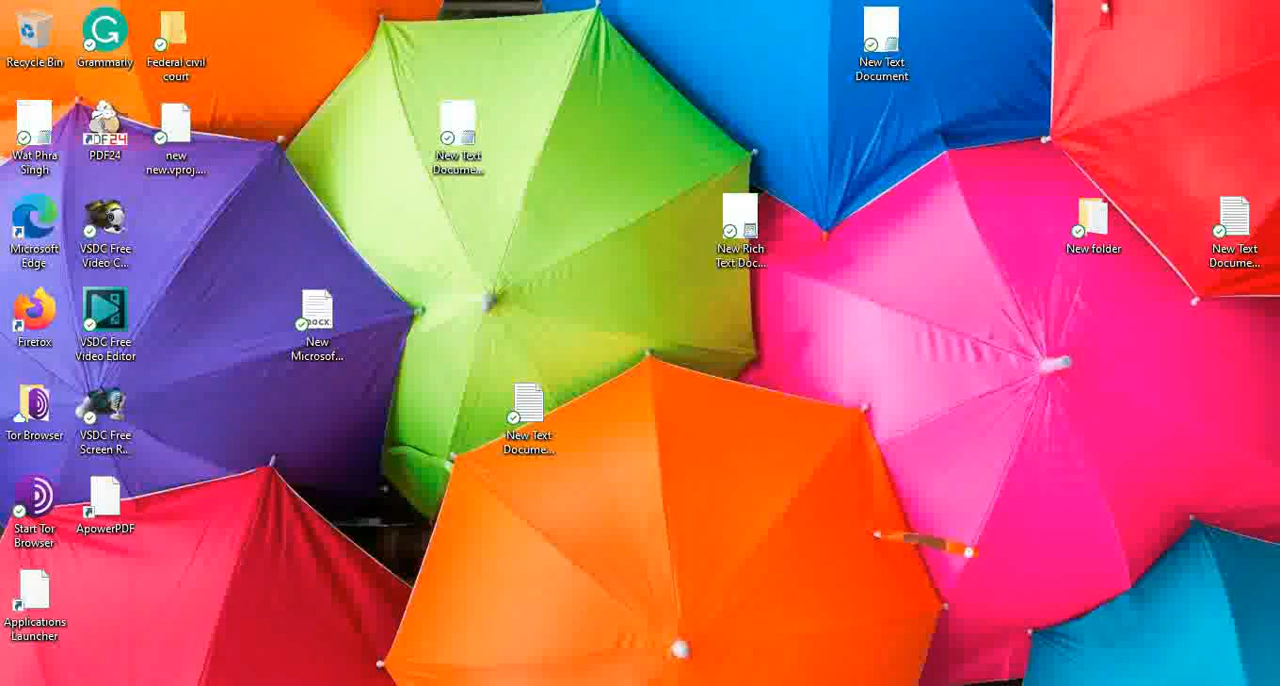 Recycle Bin
Grammarly
Federal civil
court
New Text
Document
Wat Phra
Singh
PDF24
new
new.vproj....
New Text
Docume...
Microsoft
Edge
VSDC Free
Video C...
New Rich
Text Doc...
New folder
New Text
Docume...
Firefox
VSDC Free
Video Editor
docx
New
Microsof...
Tor Browser
VSDC Free
Screen R...
New Text
Docume...
Start Tor
Browser
ApowerPDF
Applications
Launcher